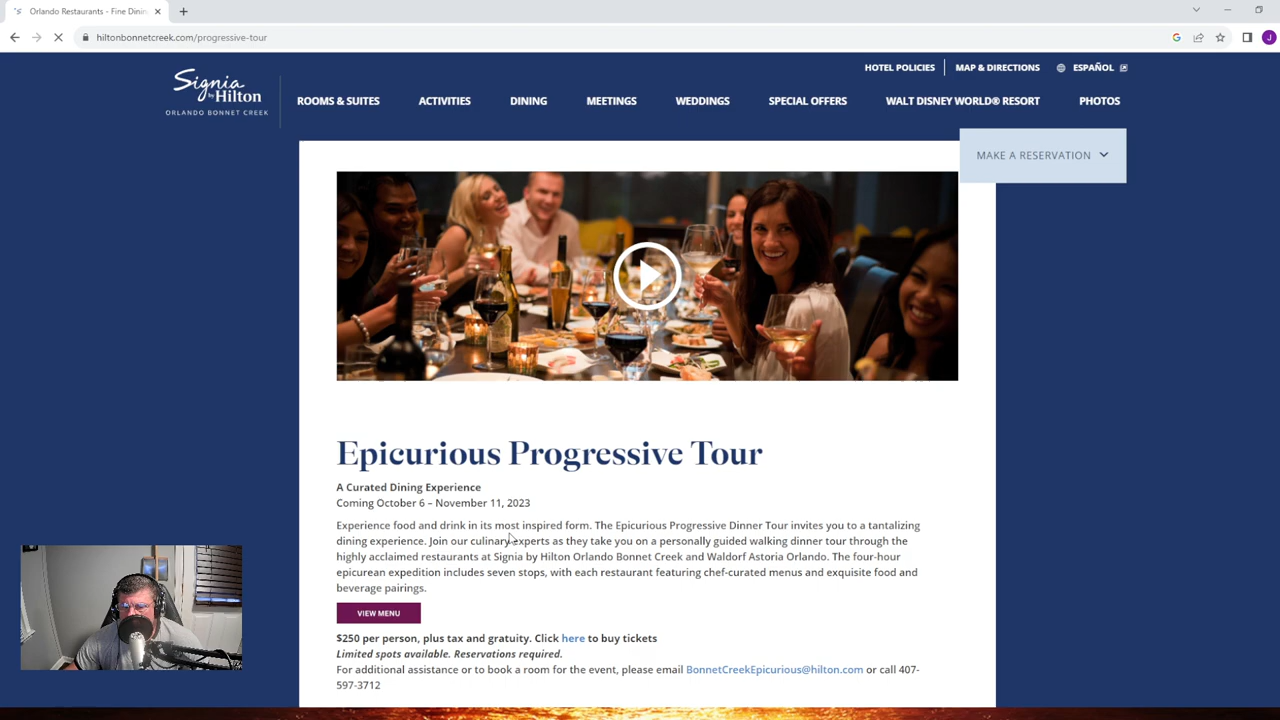 Orlando Restaurants - Fine Dinin
hiltonbonnetcreek.com/progressive-tour
HOTEL POLICIES
MAP & DIRECTIONS
ESPAÑOL
Signia by Hilton
ORLANDO BONNET CREEK
ROOMS & SUITES
ACTIVITIES
DINING
MEETINGS
WEDDINGS
SPECIAL OFFERS
WALT DISNEY WORLD® RESORT
PHOTOS
MAKE A RESERVATION
Epicurious Progressive Tour
A Curated Dining Experience
Coming October 6 – November 11, 2023
Experience food and drink in its most inspired form. The Epicurious Progressive Dinner Tour invites you to a tantalizing
dining experience. Join our culinary experts as they take you on a personally guided walking dinner tour through the
highly acclaimed restaurants at Signia by Hilton Orlando Bonnet Creek and Waldorf Astoria Orlando. The four-hour
epicurean expedition includes seven stops, with each restaurant featuring chef-curated menus and exquisite food and
beverage pairings.
VIEW MENU
$250 per person, plus tax and gratuity. Click here to buy tickets
Limited spots available. Reservations required.
For additional assistance or to book a room for the event, please email BonnetCreekEpicurious@hilton.com or call 407-
597-3712